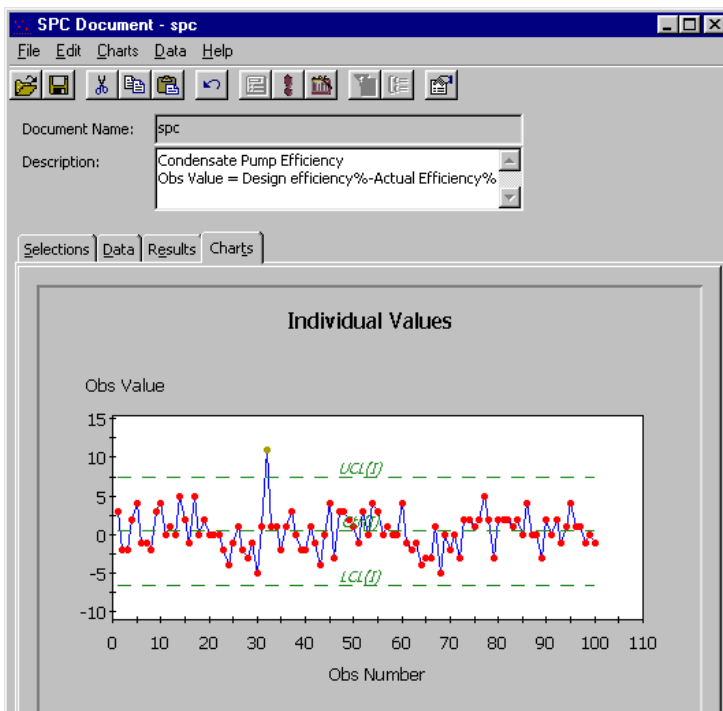 SPC Document - spc
File Edit Charts Data Help
Document Name: spc
Description: Condensate Pump Efficiency
Obs Value = Design efficiency%-Actual Efficiency%
Selections Data Results Charts
Individual Values
Obs Value
15
10
5
0
-5
-10
UCL(I)
LCL(I)
0 10 20 30 40 50 60 70 80 90 100 110
Obs Number